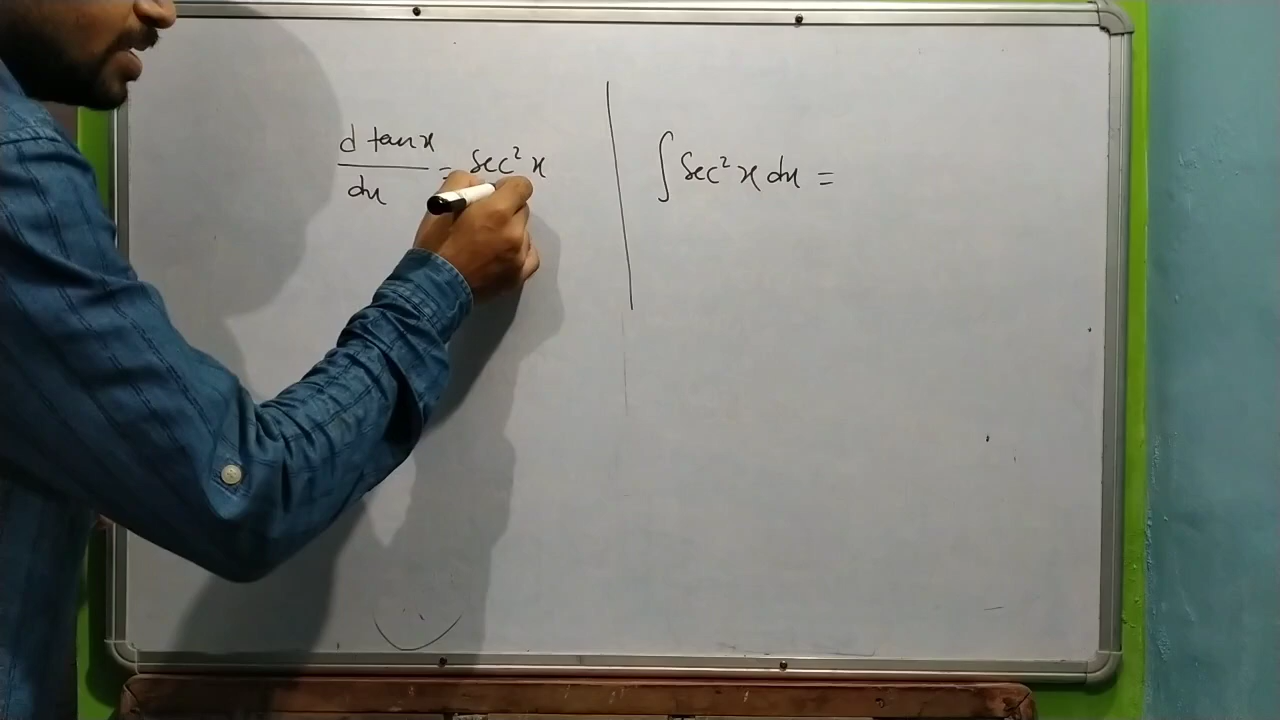 d tanx/dx = Sec²x
∫Sec²x dx =